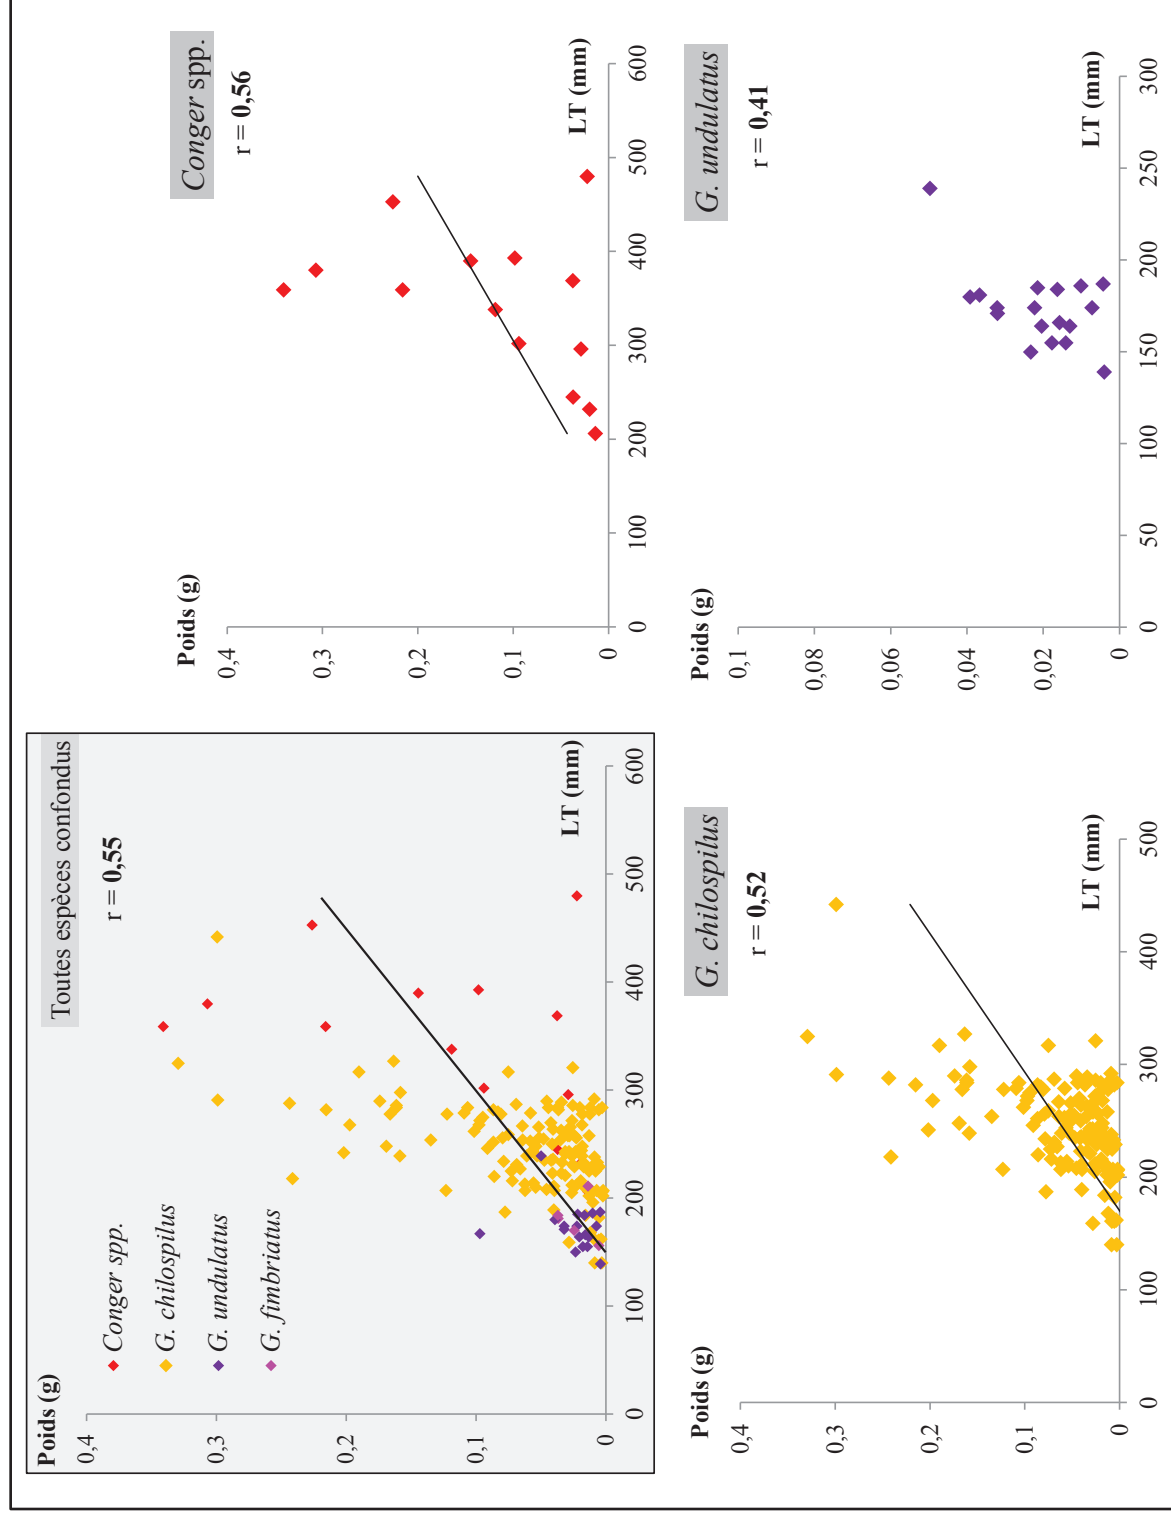 Toutes espèces confondus
r = 0,55
Poids (g)
0,4
0,3
0,2
0,1
0
0
100
200
300
400
500
600
LT (mm)
Conger spp.
G. chilospilus
G. undulatus
G. fimbriatus
Conger spp.
r = 0,56
Poids (g)
0,4
0,3
0,2
0,1
0
0
100
200
300
400
500
600
LT (mm)
G. chilospilus
r = 0,52
Poids (g)
0,4
0,3
0,2
0,1
0
0
100
200
300
400
500
LT (mm)
G. undulatus
r = 0,41
Poids (g)
0,1
0,08
0,06
0,04
0,02
0
0
50
100
150
200
250
300
LT (mm)